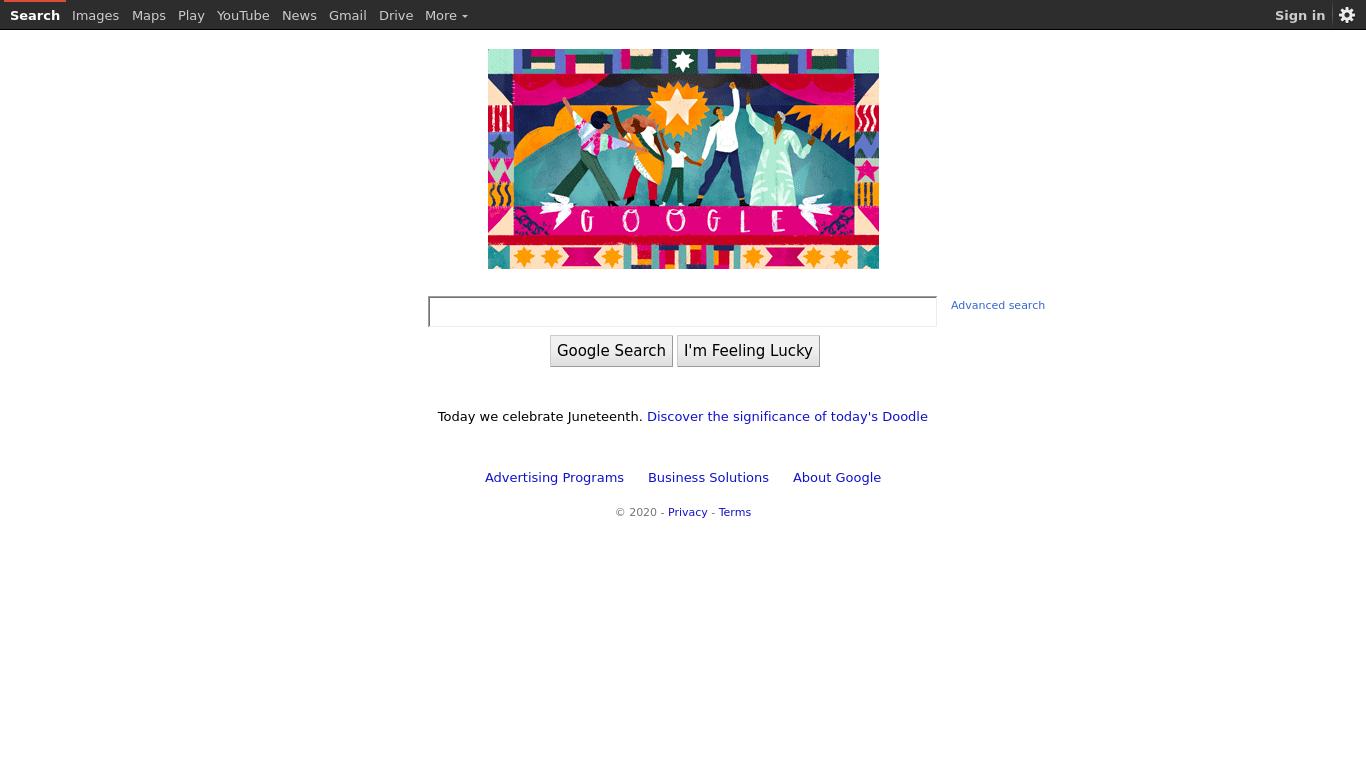 Search Images Maps Play YouTube News Gmail Drive More Sign in
GOOGLE
Advanced search
Google Search I'm Feeling Lucky
Today we celebrate Juneteenth. Discover the significance of today's Doodle
Advertising Programs Business Solutions About Google
© 2020 - Privacy - Terms